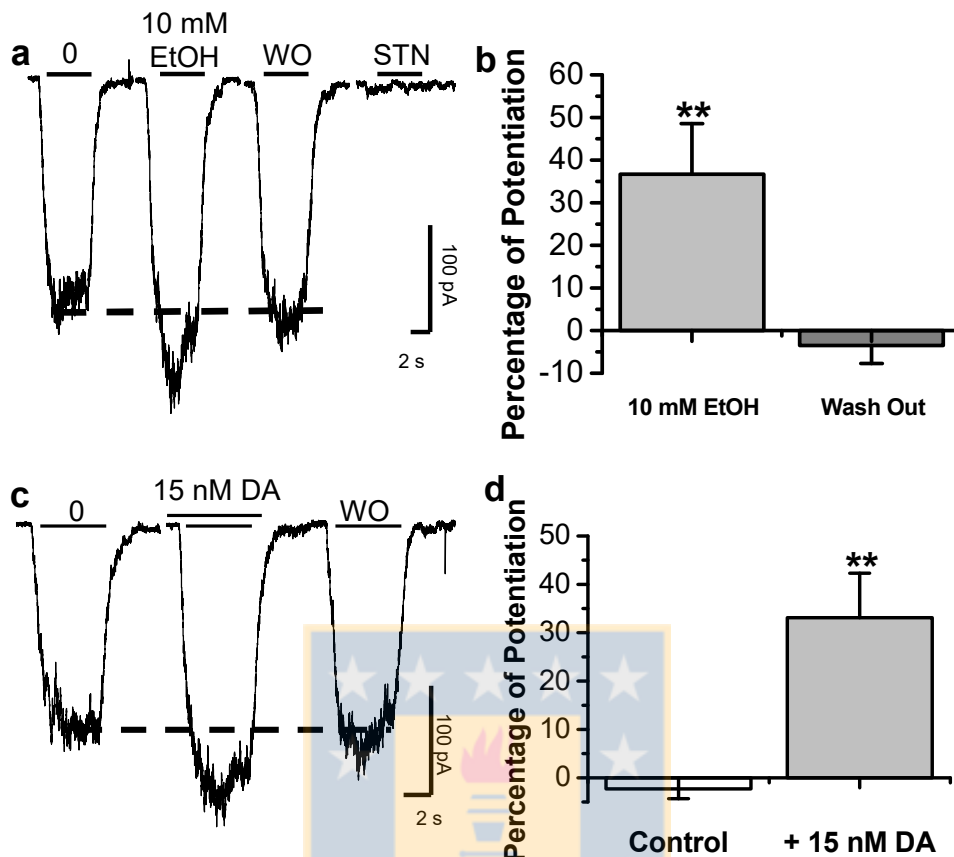 a
0
10 mM
EtOH
WO
STN
100 pA
2 s
b
Percentage of Potentiation
60
50
40
30
20
10
0
-10
**
10 mM EtOH
Wash Out
c
0
15 nM DA
WO
100 pA
2 s
d
Percentage of Potentiation
50
40
30
20
10
0
**
Control
+ 15 nM DA